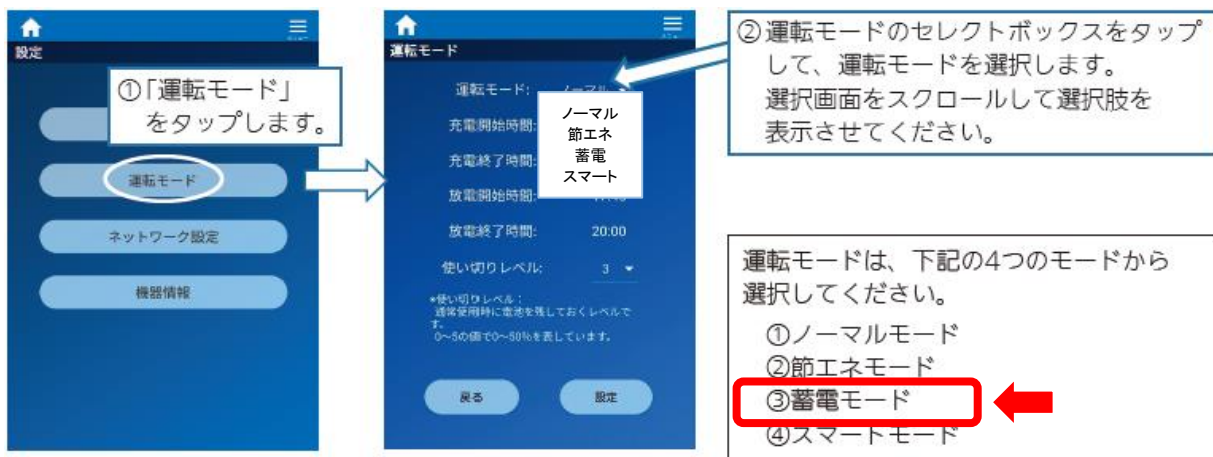 設定
①「運転モード」
をタップします。
運転モード
ネットワーク設定
機器情報
運転モード
運転モード:
ノーマル
節エネ
蓄電
スマート
充電開始時間:
充電終了時間:
放電開始時間:
放電終了時間: 20:00
使い切りレベル: 3
*使い切りレベル:
通常使用時に電池を残しておくレベルで
す。
0~5の値で0~50%を表しています。
戻る
設定
②運転モードのセレクトボックスをタップ
して、運転モードを選択します。
選択画面をスクロールして選択肢を
表示させてください。
運転モードは、下記の4つのモードから
選択してください。
①ノーマルモード
②節エネモード
③蓄電モード
④スマートモード